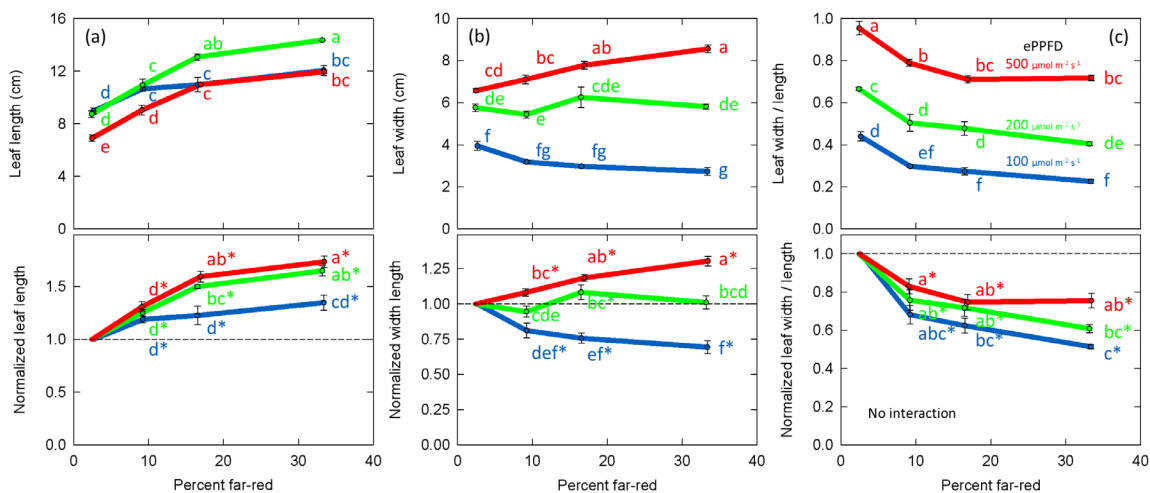 (a)
Leaf length (cm)
16
12
8
4
0
d
d
c
c
d
ab
c
c
a
bc
bc
e
(b)
Leaf width (cm)
10
8
6
4
2
0
cd
bc
ab
a
de
e
cde
de
f
fg
fg
g
(c)
Leaf width / length
1.0
0.8
0.6
0.4
0.2
0.0
ePPFD
500 µmol m⁻² s⁻¹
200 µmol m⁻² s⁻¹
100 µmol m⁻² s⁻¹
a
b
bc
bc
c
d
d
de
d
ef
f
f
Normalized leaf length
1.5
1.0
0.5
0.0
d*
ab*
a*
d*
bc*
ab*
d*
d*
cd*
0 10 20 30 40
Percent far-red
Normalized width length
1.25
1.00
0.75
0.50
0.25
0.00
bc*
ab*
a*
cde
bc*
bcd
def*
ef*
f*
0 10 20 30 40
Percent far-red
Normalized leaf width / length
1.0
0.8
0.6
0.4
0.2
0.0
a*
ab*
ab*
ab*
ab*
bc*
abc*
bc*
c*
No interaction
0 10 20 30 40
Percent far-red